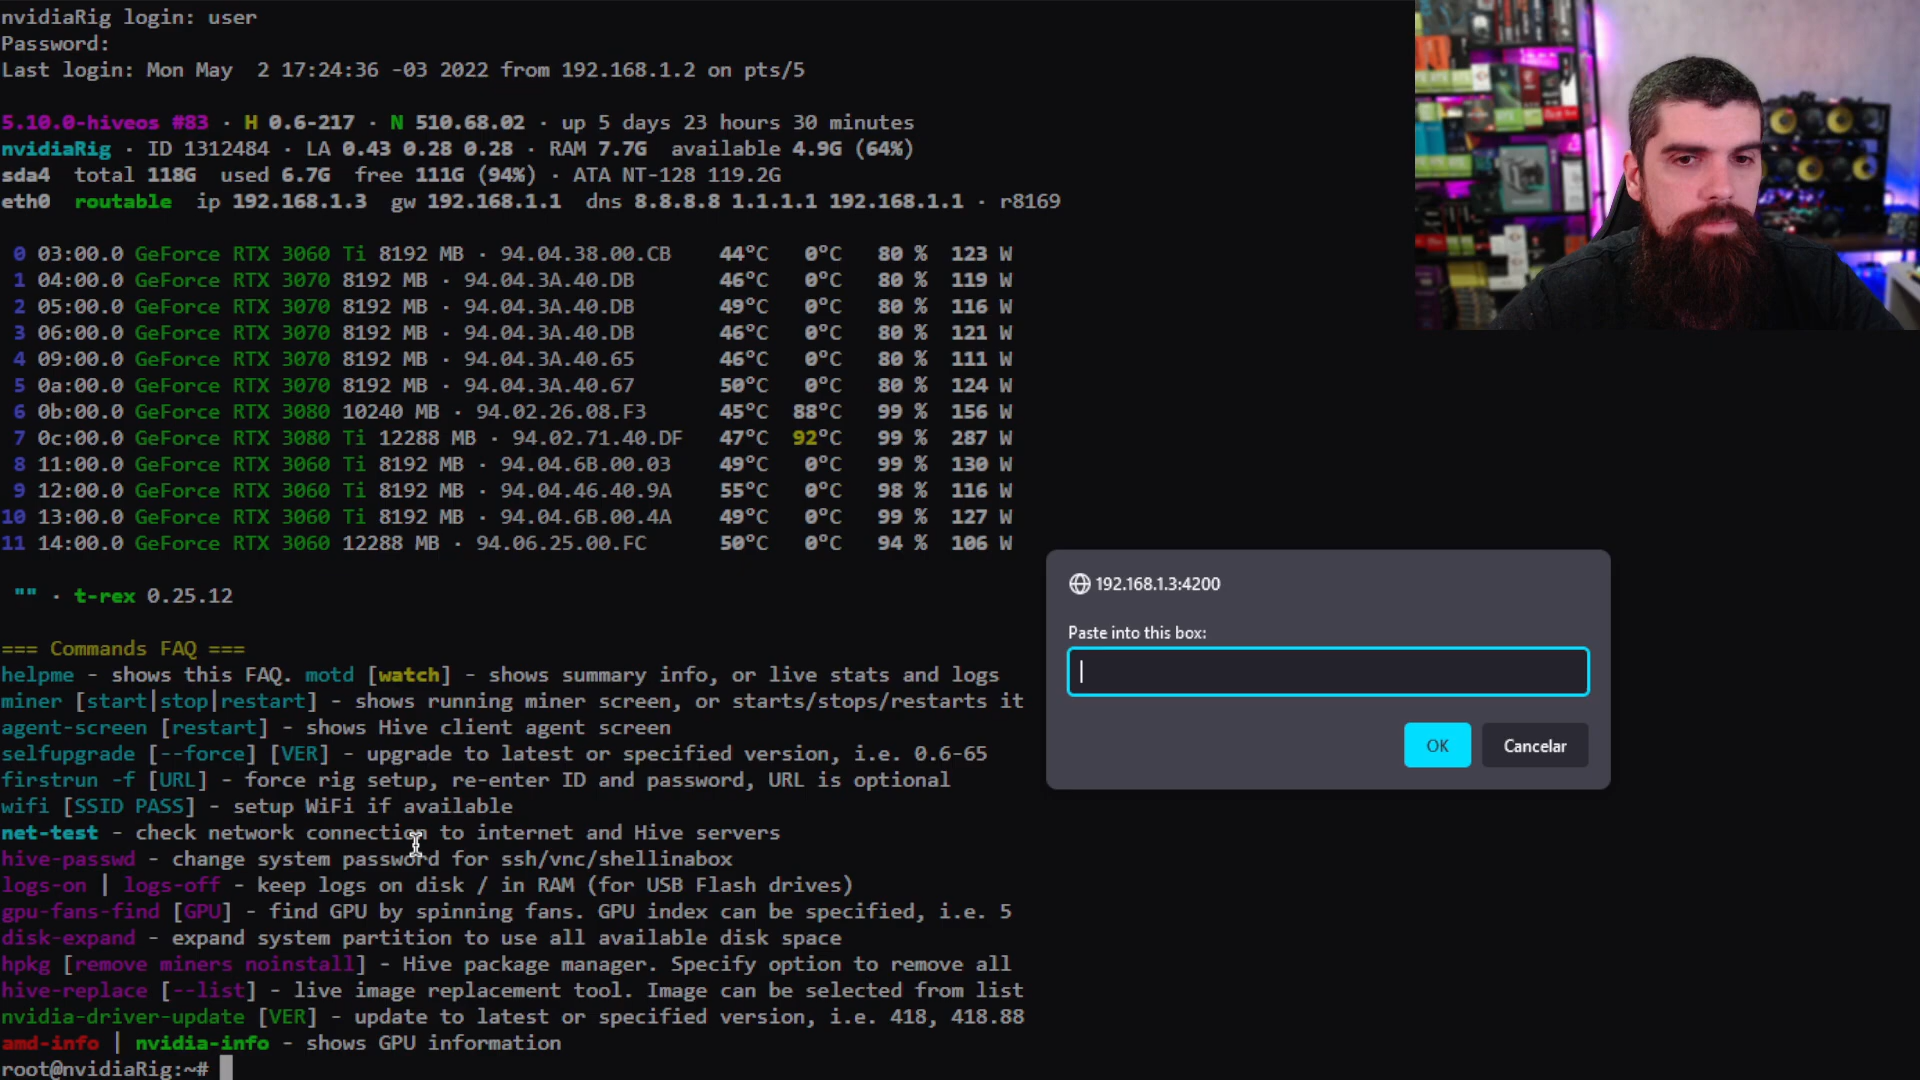 nvidiaRig login: user
Password:
Last login: Mon May  2 17:24:36 -03 2022 from 192.168.1.2 on pts/5
5.10.0-hiveos #83 · H 0.6-217 · N 510.68.02 · up 5 days 23 hours 30 minutes
nvidiaRig · ID 1312484 · LA 0.43 0.28 0.28 · RAM 7.7G  available 4.9G (64%)
sda4  total 118G  used 6.7G  free 111G (94%) · ATA NT-128 119.2G
eth0  routable  ip 192.168.1.3  gw 192.168.1.1  dns 8.8.8.8 1.1.1.1 192.168.1.1 · r8169
0 03:00.0 GeForce RTX 3060 Ti 8192 MB · 94.04.38.00.CB 44°C 0°C 80 % 123 W
1 04:00.0 GeForce RTX 3070 8192 MB · 94.04.3A.40.DB 46°C 0°C 80 % 119 W
2 05:00.0 GeForce RTX 3070 8192 MB · 94.04.3A.40.DB 49°C 0°C 80 % 116 W
3 06:00.0 GeForce RTX 3070 8192 MB · 94.04.3A.40.DB 46°C 0°C 80 % 121 W
4 09:00.0 GeForce RTX 3070 8192 MB · 94.04.3A.40.65 46°C 0°C 80 % 111 W
5 0a:00.0 GeForce RTX 3070 8192 MB · 94.04.3A.40.67 50°C 0°C 80 % 124 W
6 0b:00.0 GeForce RTX 3080 10240 MB · 94.02.26.08.F3 45°C 88°C 99 % 156 W
7 0c:00.0 GeForce RTX 3080 Ti 12288 MB · 94.02.71.40.DF 47°C 92°C 99 % 287 W
8 11:00.0 GeForce RTX 3060 Ti 8192 MB · 94.04.6B.00.03 49°C 0°C 99 % 130 W
9 12:00.0 GeForce RTX 3060 Ti 8192 MB · 94.04.46.40.9A 55°C 0°C 98 % 116 W
10 13:00.0 GeForce RTX 3060 Ti 8192 MB · 94.04.6B.00.4A 49°C 0°C 99 % 127 W
11 14:00.0 GeForce RTX 3060 12288 MB · 94.06.25.00.FC 50°C 0°C 94 % 106 W
"" · t-rex 0.25.12
=== Commands FAQ ===
helpme - shows this FAQ. motd [watch] - shows summary info, or live stats and logs
miner [start|stop|restart] - shows running miner screen, or starts/stops/restarts it
agent-screen [restart] - shows Hive client agent screen
selfupgrade [--force] [VER] - upgrade to latest or specified version, i.e. 0.6-65
firstrun -f [URL] - force rig setup, re-enter ID and password, URL is optional
wifi [SSID PASS] - setup WiFi if available
net-test - check network connection to internet and Hive servers
hive-passwd - change system password for ssh/vnc/shellinabox
logs-on | logs-off - keep logs on disk / in RAM (for USB Flash drives)
gpu-fans-find [GPU] - find GPU by spinning fans. GPU index can be specified, i.e. 5
disk-expand - expand system partition to use all available disk space
hpkg [remove miners noinstall] - Hive package manager. Specify option to remove all
hive-replace [--list] - live image replacement tool. Image can be selected from list
nvidia-driver-update [VER] - update to latest or specified version, i.e. 418, 418.88
amd-info | nvidia-info - shows GPU information
root@nvidiaRig:~#
192.168.1.3:4200
Paste into this box:
OK
Cancelar